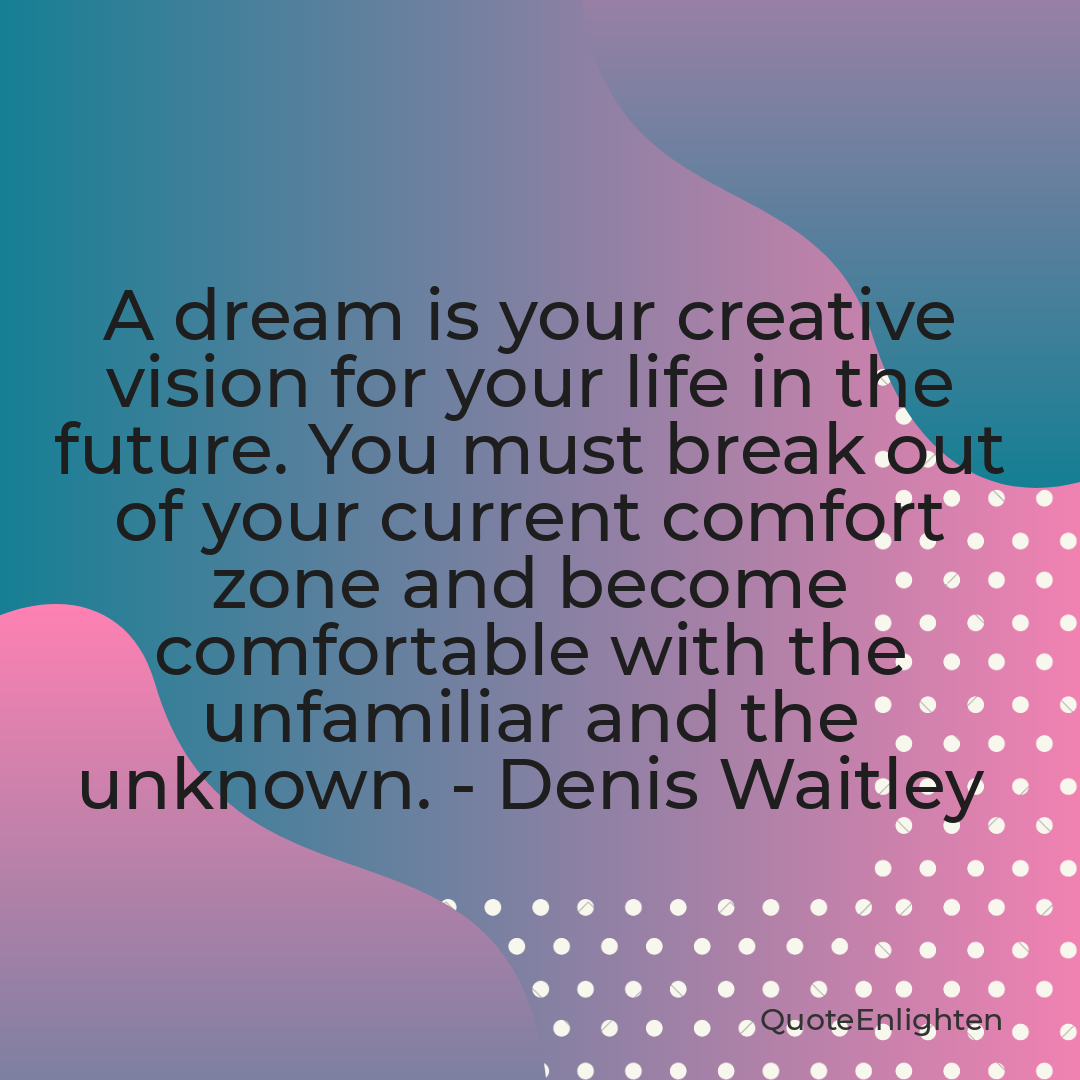 A dream is your creative
vision for your life in the
future. You must break out
of your current comfort
zone and become
comfortable with the
unfamiliar and the
unknown. - Denis Waitley
QuoteEnlighten